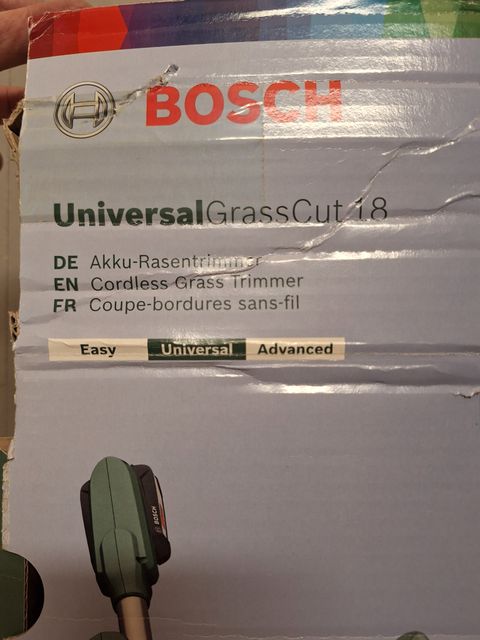 BOSCH
UniversalGrassCut 18
DE Akku-Rasentrimmer
EN Cordless Grass Trimmer
FR Coupe-bordures sans-fil
Easy Universal Advanced
BOSCH